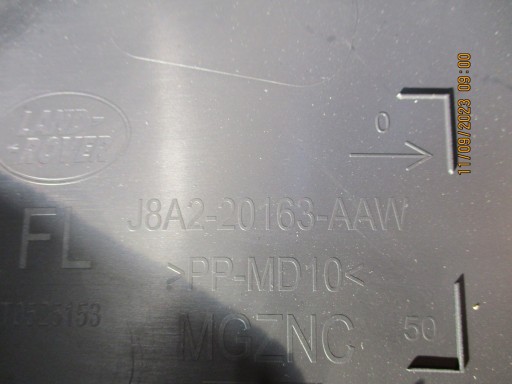 LAND-
-ROVER
0
FL
J8A2-20163-AAW
>PP-MD10<
MGZNC
50
11/09/2023 09:00